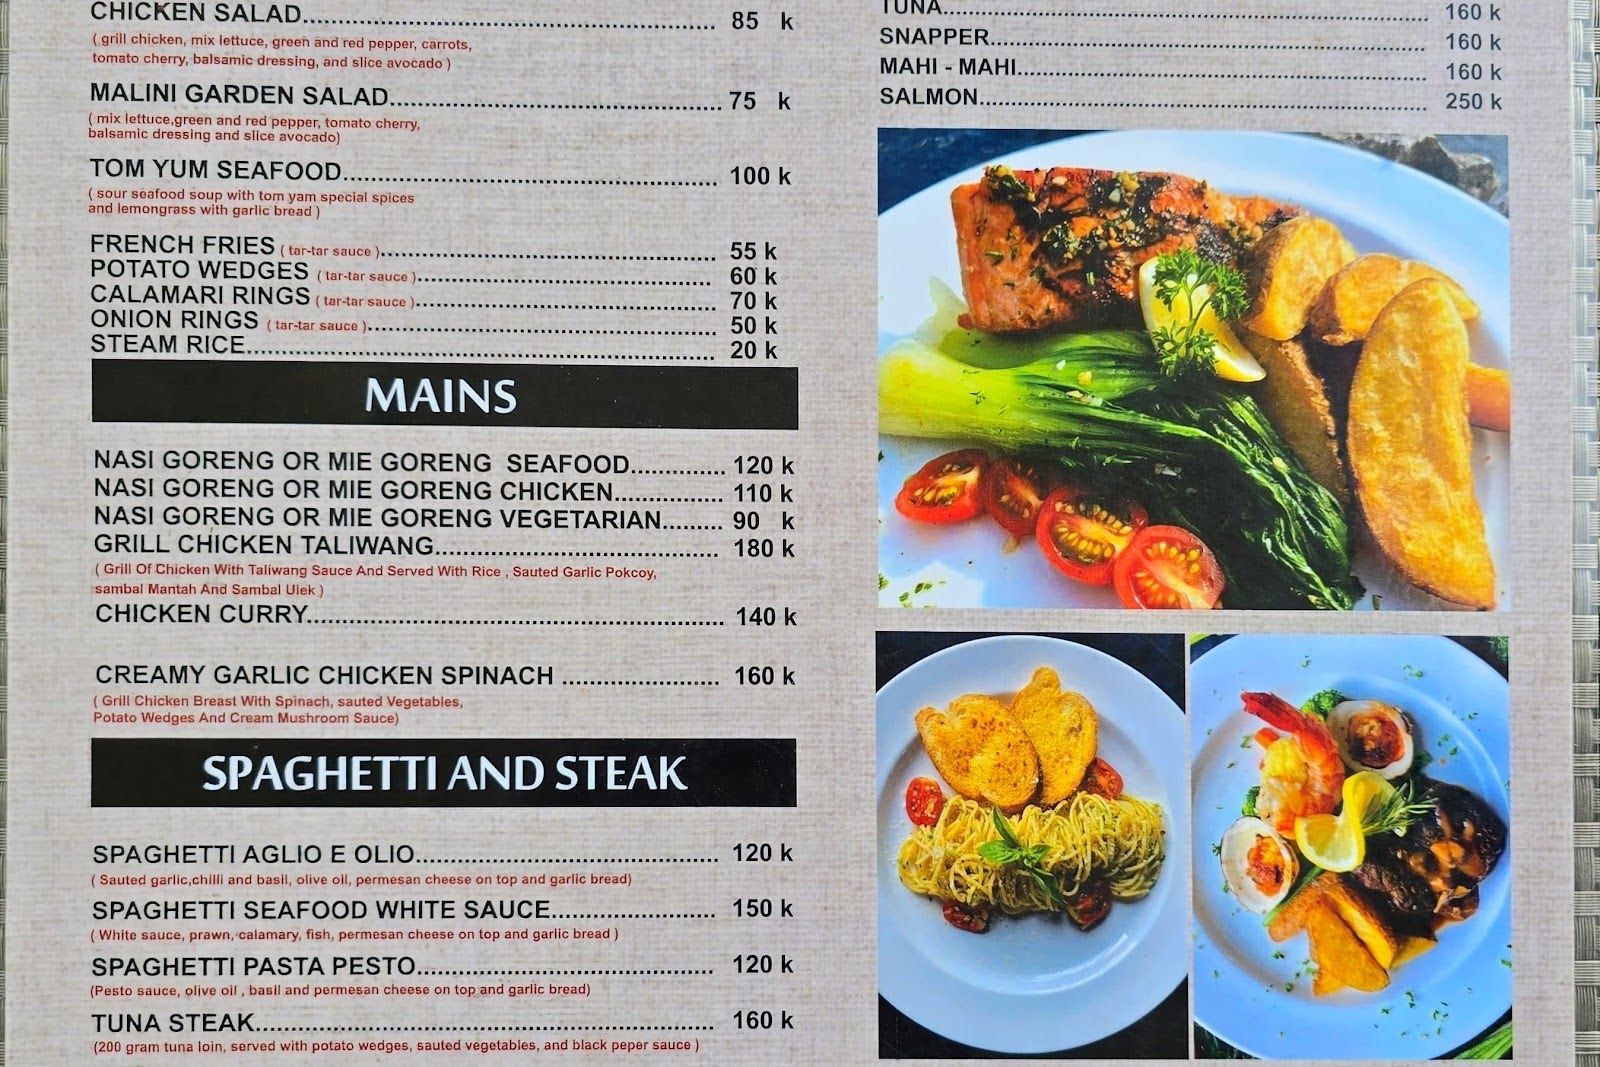 CHICKEN SALAD........ 85 k
( grill chicken, mix lettuce, green and red pepper, carrots,
tomato cherry, balsamic dressing, and slice avocado )
MALINI GARDEN SALAD........ 75 k
( mix lettuce,green and red pepper, tomato cherry,
balsamic dressing and slice avocado)
TOM YUM SEAFOOD........ 100 k
( sour seafood soup with tom yam special spices
and lemongrass with garlic bread )
FRENCH FRIES ( tar-tar sauce )........ 55 k
POTATO WEDGES ( tar-tar sauce )........ 60 k
CALAMARI RINGS ( tar-tar sauce )........ 70 k
ONION RINGS ( tar-tar sauce )........ 50 k
STEAM RICE........ 20 k
MAINS
NASI GORENG OR MIE GORENG SEAFOOD........ 120 k
NASI GORENG OR MIE GORENG CHICKEN........ 110 k
NASI GORENG OR MIE GORENG VEGETARIAN........ 90 k
GRILL CHICKEN TALIWANG........ 180 k
( Grill Of Chicken With Taliwang Sauce And Served With Rice , Sauted Garlic Pokcoy,
sambal Mantah And Sambal Ulek )
CHICKEN CURRY........ 140 k
CREAMY GARLIC CHICKEN SPINACH ........ 160 k
( Grill Chicken Breast With Spinach, sauted Vegetables,
Potato Wedges And Cream Mushroom Sauce)
SPAGHETTI AND STEAK
SPAGHETTI AGLIO E OLIO........ 120 k
( Sauted garlic,chilli and basil, olive oil, permesan cheese on top and garlic bread)
SPAGHETTI SEAFOOD WHITE SAUCE........ 150 k
( White sauce, prawn, calamary, fish, permesan cheese on top and garlic bread )
SPAGHETTI PASTA PESTO........ 120 k
(Pesto sauce, olive oil , basil and permesan cheese on top and garlic bread)
TUNA STEAK........ 160 k
(200 gram tuna loin, served with potato wedges, sauted vegetables, and black peper sauce )
TUNA........ 160 k
SNAPPER........ 160 k
MAHI - MAHI........ 160 k
SALMON........ 250 k